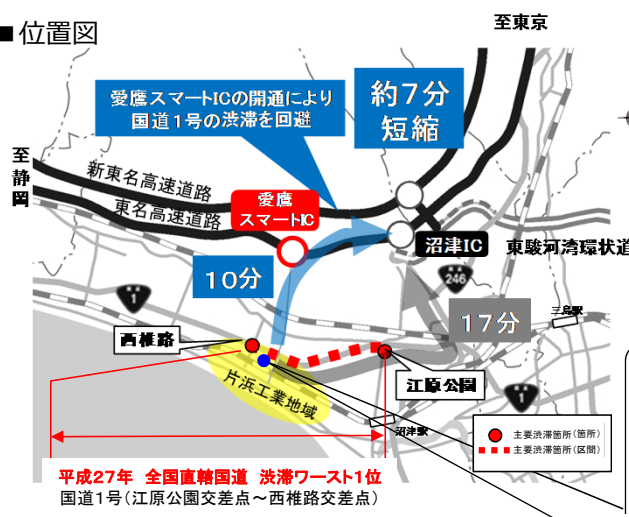 ■位置図
至東京
愛鷹スマートICの開通により
国道1号の渋滞を回避
約7分
短縮
至静岡
新東名高速道路
東名高速道路
愛鷹
スマートIC
沼津IC
東駿河湾環状道
10分
1
246
17分
三島駅
西椎路
江原公園
1
片浜工業地域
沼津駅
主要渋滞箇所(箇所)
主要渋滞箇所(区間)
平成27年 全国直轄国道 渋滞ワースト1位
国道1号(江原公園交差点～西椎路交差点)